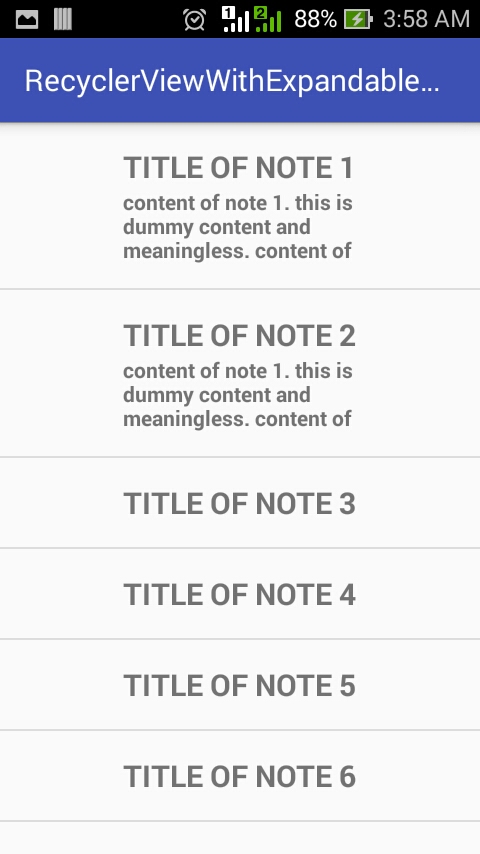 1 2 88% 3:58 AM
RecyclerViewWithExpandable...
TITLE OF NOTE 1
content of note 1. this is
dummy content and
meaningless. content of
TITLE OF NOTE 2
content of note 1. this is
dummy content and
meaningless. content of
TITLE OF NOTE 3
TITLE OF NOTE 4
TITLE OF NOTE 5
TITLE OF NOTE 6